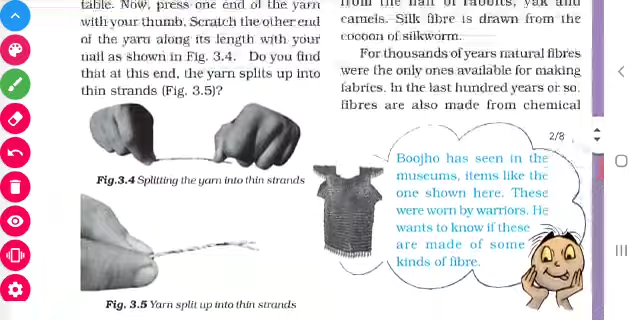 table. Now, press one end of the yarn
with your thumb. Scratch the other end
of the yarn along its length with your
nail as shown in Fig. 3.4. Do you find
that at this end, the yarn splits up into
thin strands (Fig. 3.5)?
Fig.3.4 Splitting the yarn into thin strands
Fig. 3.5 Yarn split up into thin strands
from the hair of rabbits, yak and
camels. Silk fibre is drawn from the
cocoon of silkworm.
For thousands of years natural fibres
were the only ones available for making
fabrics. In the last hundred years or so,
fibres are also made from chemical
2/8
Boojho has seen in the
museums, items like the
one shown here. These
were worn by warriors. He
wants to know if these
are made of some
kinds of fibre.